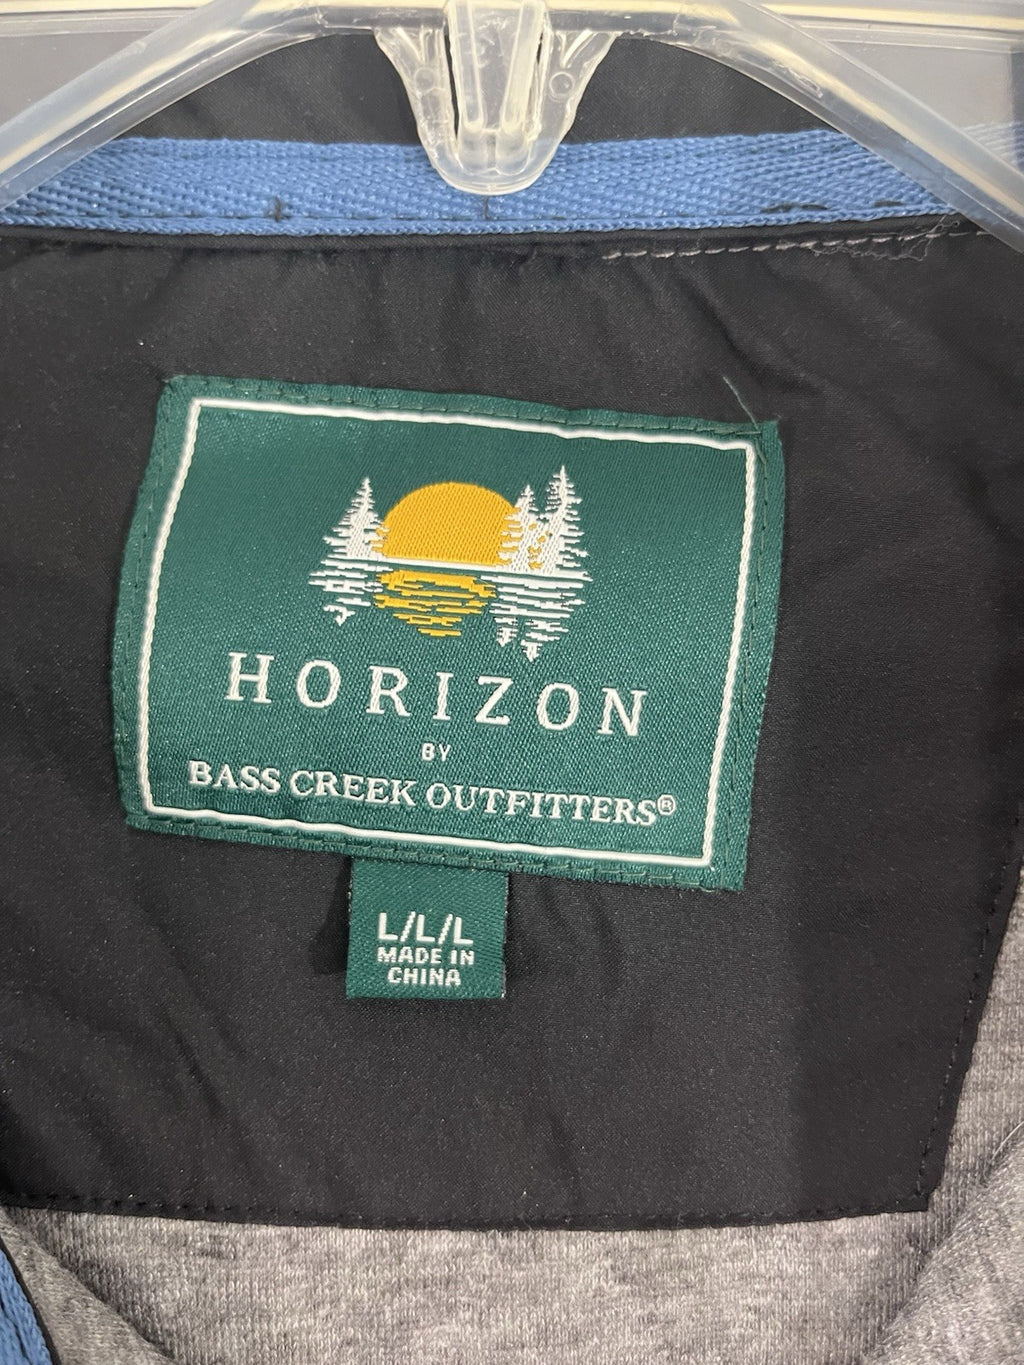 HORIZON
BY
BASS CREEK OUTFITTERS®
L/L/L
MADE IN
CHINA